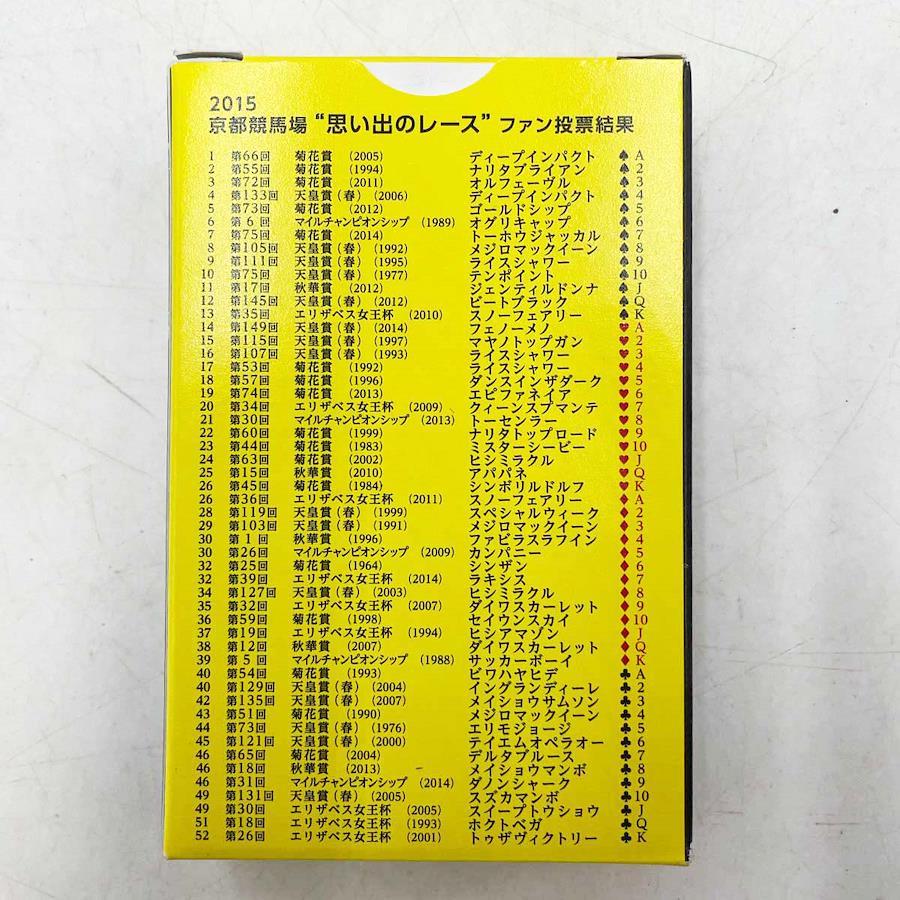 2015
京都競馬場 “思い出のレース” ファン投票結果
1 第66回 菊花賞 (2005) ディープインパクト ♠ A
2 第55回 菊花賞 (1994) ナリタブライアン ♠ 2
3 第72回 菊花賞 (2011) オルフェーヴル ♠ 3
4 第133回 天皇賞(春) (2006) ディープインパクト ♠ 4
5 第73回 菊花賞 (2012) ゴールドシップ ♠ 5
6 第 6 回 マイルチャンピオンシップ (1989) オグリキャップ ♠ 6
7 第75回 菊花賞 (2014) トーホウジャッカル ♠ 7
8 第105回 天皇賞(春) (1992) メジロマックイーン ♠ 8
9 第111回 天皇賞(春) (1995) ライスシャワー ♠ 9
10 第75回 天皇賞(春) (1977) テンポイント ♠ 10
11 第17回 秋華賞 (2012) ジェンティルドンナ ♠ J
12 第145回 天皇賞(春) (2012) ビートブラック ♠ Q
13 第35回 エリザベス女王杯 (2010) スノーフェアリー ♠ K
14 第149回 天皇賞(春) (2014) フェノーメノ ♥ A
15 第115回 天皇賞(春) (1997) マヤノトップガン ♥ 2
16 第107回 天皇賞(春) (1993) ライスシャワー ♥ 3
17 第53回 菊花賞 (1992) ライスシャワー ♥ 4
18 第57回 菊花賞 (1996) ダンスインザダーク ♥ 5
19 第74回 菊花賞 (2013) エピファネイア ♥ 6
20 第34回 エリザベス女王杯 (2009) クィーンスプマンテ ♥ 7
21 第30回 マイルチャンピオンシップ (2013) トーセンラー ♥ 8
22 第60回 菊花賞 (1999) ナリタトップロード ♥ 9
23 第44回 菊花賞 (1983) ミスターシービー ♥ 10
24 第63回 菊花賞 (2002) ヒシミラクル ♥ J
25 第15回 秋華賞 (2010) アパパネ ♥ Q
26 第45回 菊花賞 (1984) シンボリルドルフ ♥ K
26 第36回 エリザベス女王杯 (2011) スノーフェアリー ♦ A
28 第119回 天皇賞(春) (1999) スペシャルウィーク ♦ 2
29 第103回 天皇賞(春) (1991) メジロマックイーン ♦ 3
30 第 1 回 秋華賞 (1996) ファビラスラフイン ♦ 4
30 第26回 マイルチャンピオンシップ (2009) カンパニー ♦ 5
32 第25回 菊花賞 (1964) シンザン ♦ 6
32 第39回 エリザベス女王杯 (2014) ラキシス ♦ 7
34 第127回 天皇賞(春) (2003) ヒシミラクル ♦ 8
35 第32回 エリザベス女王杯 (2007) ダイワスカーレット ♦ 9
36 第59回 菊花賞 (1998) セイウンスカイ ♦ 10
37 第19回 エリザベス女王杯 (1994) ヒシアマゾン ♦ J
38 第12回 秋華賞 (2007) ダイワスカーレット ♦ Q
39 第 5 回 マイルチャンピオンシップ (1988) サッカーボーイ ♦ K
40 第54回 菊花賞 (1993) ビワハヤヒデ ♣ A
40 第129回 天皇賞(春) (2004) イングランディーレ ♣ 2
42 第135回 天皇賞(春) (2007) メイショウサムソン ♣ 3
43 第51回 菊花賞 (1990) メジロマックイーン ♣ 4
44 第73回 天皇賞(春) (1976) エリモジョージ ♣ 5
45 第121回 天皇賞(春) (2000) テイエムオペラオー ♣ 6
46 第65回 菊花賞 (2004) デルタブルース ♣ 7
46 第18回 秋華賞 (2013) メイショウマンボ ♣ 8
46 第31回 マイルチャンピオンシップ (2014) ダノンシャーク ♣ 9
49 第131回 天皇賞(春) (2005) スズカマンボ ♣ 10
49 第30回 エリザベス女王杯 (2005) スイープトウショウ ♣ J
51 第18回 エリザベス女王杯 (1993) ホクトベガ ♣ Q
52 第26回 エリザベス女王杯 (2001) トゥザヴィクトリー ♣ K